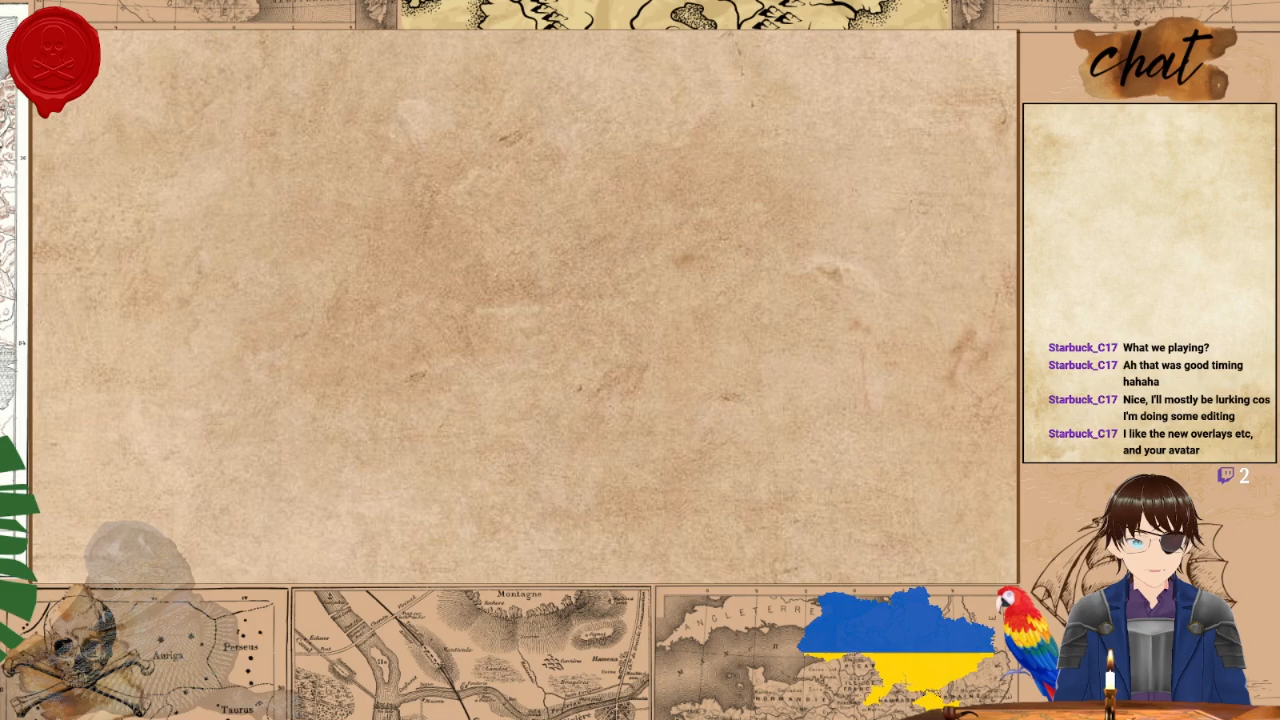 chat
Starbuck_C17 What we playing?
Starbuck_C17 Ah that was good timing
hahaha
Starbuck_C17 Nice, I'll mostly be lurking cos
I'm doing some editing
Starbuck_C17 I like the new overlays etc,
and your avatar
2
Montagne
Perseus
Auriga
Taurus
ANGLETERRE